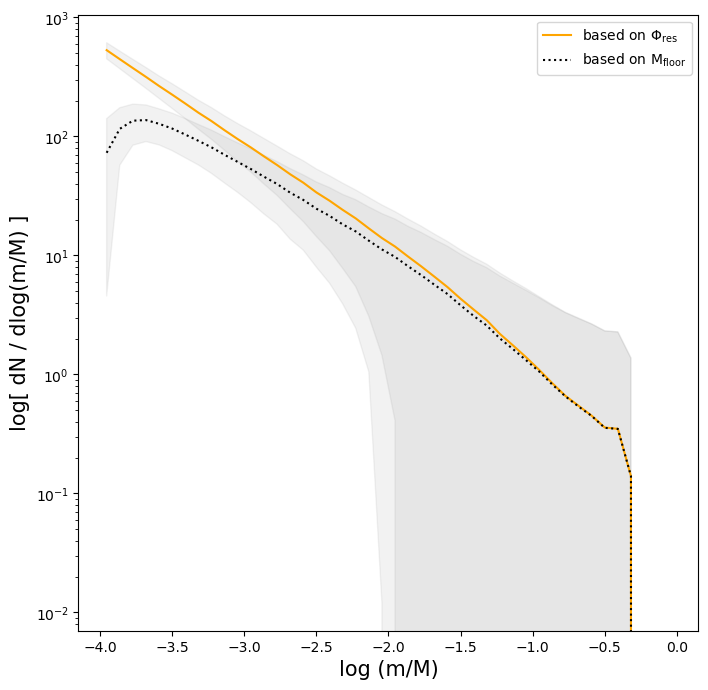 10³
10²
10¹
10⁰
10⁻¹
10⁻²
log[ dN / dlog(m/M) ]
based on Φres
based on Mfloor
−4.0 −3.5 −3.0 −2.5 −2.0 −1.5 −1.0 −0.5 0.0
log (m/M)